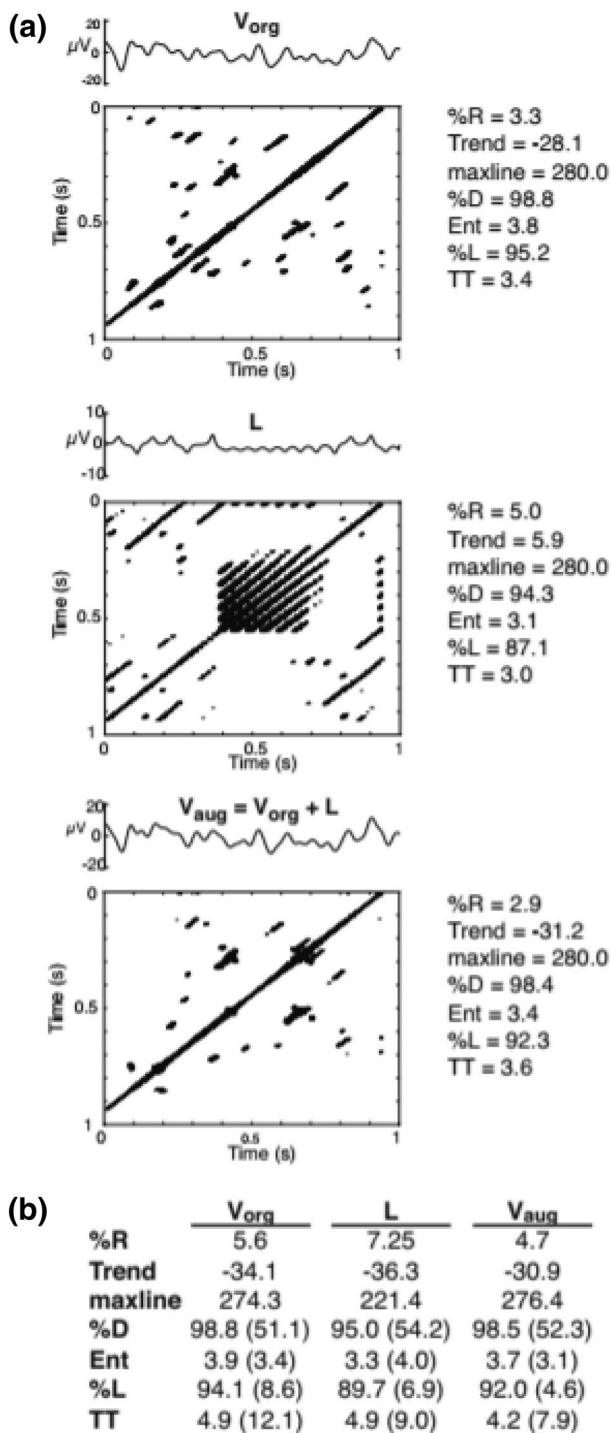 (a)
Vorg
20
µV 0
-20
0
0.5
1
Time (s)
0 0.5 1
Time (s)
%R = 3.3
Trend = -28.1
maxline = 280.0
%D = 98.8
Ent = 3.8
%L = 95.2
TT = 3.4
L
10
µV 0
-10
0
0.5
1
Time (s)
0 0.5 1
Time (s)
%R = 5.0
Trend = 5.9
maxline = 280.0
%D = 94.3
Ent = 3.1
%L = 87.1
TT = 3.0
Vaug = Vorg + L
20
µV 0
-20
0
0.5
1
Time (s)
0 0.5 1
Time (s)
%R = 2.9
Trend = -31.2
maxline = 280.0
%D = 98.4
Ent = 3.4
%L = 92.3
TT = 3.6
(b)
Vorg L Vaug
%R 5.6 7.25 4.7
Trend -34.1 -36.3 -30.9
maxline 274.3 221.4 276.4
%D 98.8 (51.1) 95.0 (54.2) 98.5 (52.3)
Ent 3.9 (3.4) 3.3 (4.0) 3.7 (3.1)
%L 94.1 (8.6) 89.7 (6.9) 92.0 (4.6)
TT 4.9 (12.1) 4.9 (9.0) 4.2 (7.9)